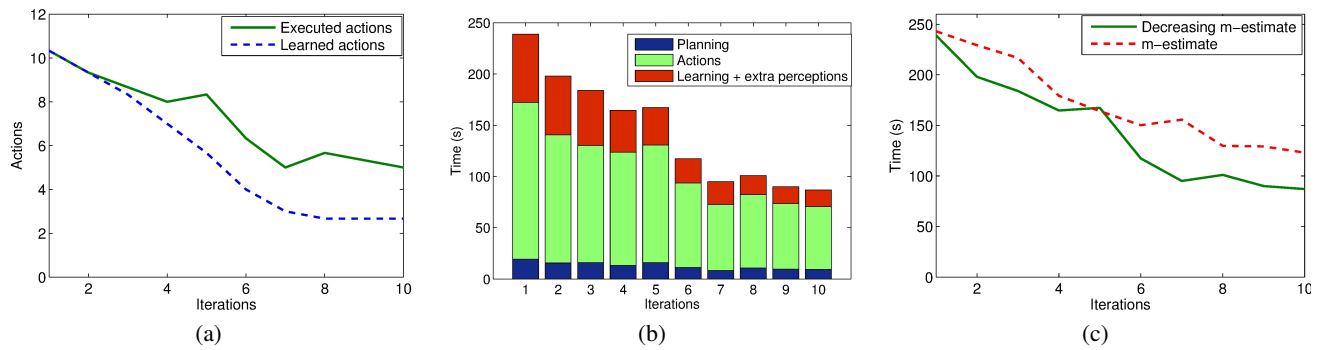 12
10
8
6
4
2
0
Actions
Executed actions
Learned actions
2 4 6 8 10
Iterations
(a)
250
200
150
100
50
0
Time (s)
Planning
Actions
Learning + extra perceptions
1 2 3 4 5 6 7 8 9 10
Iterations
(b)
250
200
150
100
50
0
Time (s)
Decreasing m−estimate
m−estimate
2 4 6 8 10
Iterations
(c)